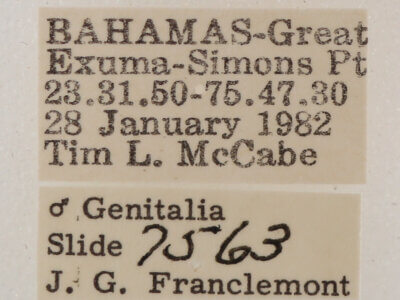 BAHAMAS-Great
Exuma-Simons Pt
23.31.50-75.47.30
28 January 1982
Tim L. McCabe
♂ Genitalia
Slide 7563
J. G. Franclemont